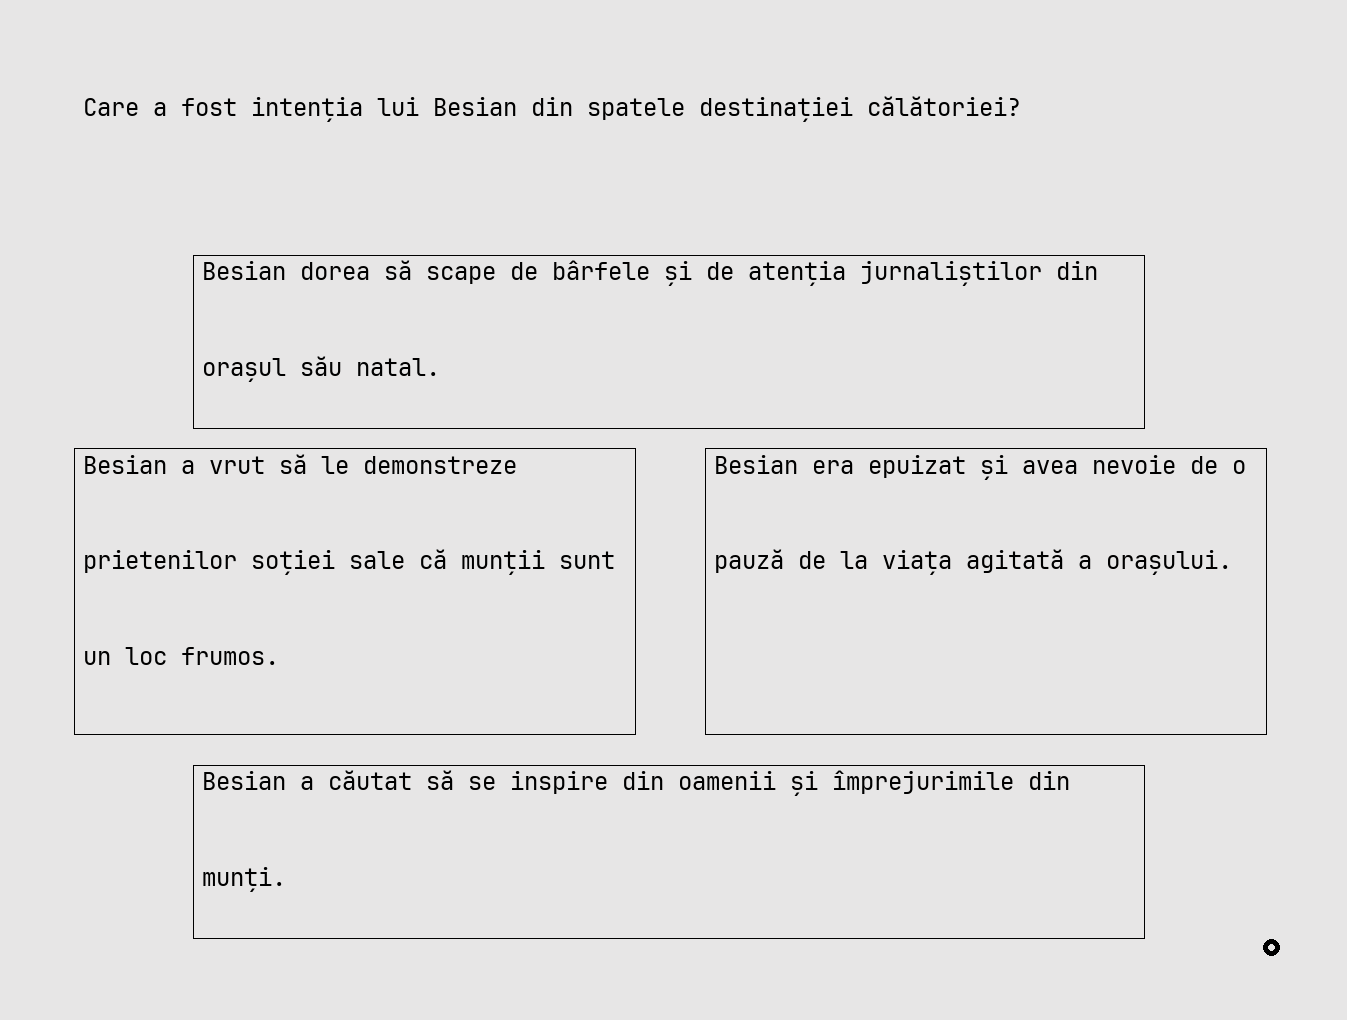 Care a fost intenția lui Besian din spatele destinației călătoriei?
Besian dorea să scape de bârfele și de atenția jurnaliștilor din
orașul său natal.
Besian a vrut să le demonstreze
prietenilor soției sale că munții sunt
un loc frumos.
Besian era epuizat și avea nevoie de o
pauză de la viața agitată a orașului.
Besian a căutat să se inspire din oamenii și împrejurimile din
munți.